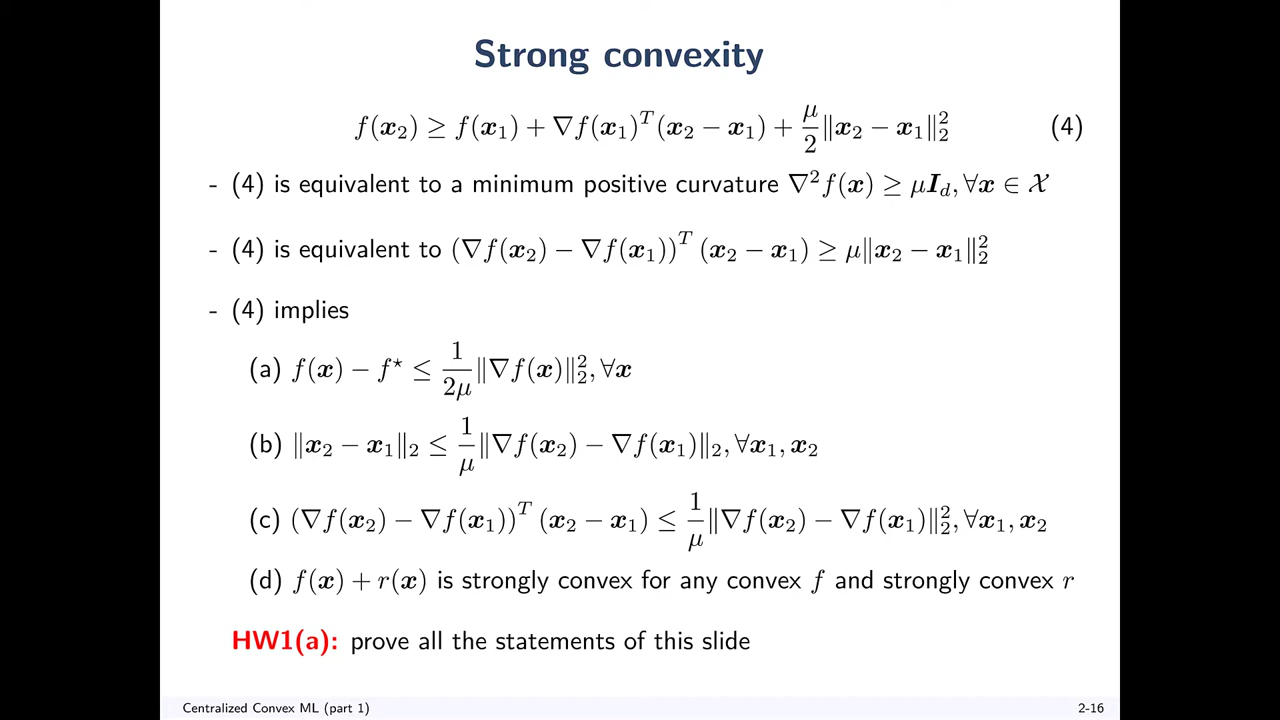 Strong convexity
f(x₂) ≥ f(x₁) + ∇f(x₁)ᵀ(x₂ − x₁) + μ/2 ‖x₂ − x₁‖₂² (4)
- (4) is equivalent to a minimum positive curvature ∇²f(x) ≥ μI_d, ∀x ∈ 𝒳
- (4) is equivalent to (∇f(x₂) − ∇f(x₁))ᵀ (x₂ − x₁) ≥ μ‖x₂ − x₁‖₂²
- (4) implies
(a) f(x) − f⋆ ≤ 1/2μ ‖∇f(x)‖₂², ∀x
(b) ‖x₂ − x₁‖₂ ≤ 1/μ ‖∇f(x₂) − ∇f(x₁)‖₂, ∀x₁, x₂
(c) (∇f(x₂) − ∇f(x₁))ᵀ (x₂ − x₁) ≤ 1/μ ‖∇f(x₂) − ∇f(x₁)‖₂², ∀x₁, x₂
(d) f(x) + r(x) is strongly convex for any convex f and strongly convex r
HW1(a): prove all the statements of this slide
Centralized Convex ML (part 1) 2-16